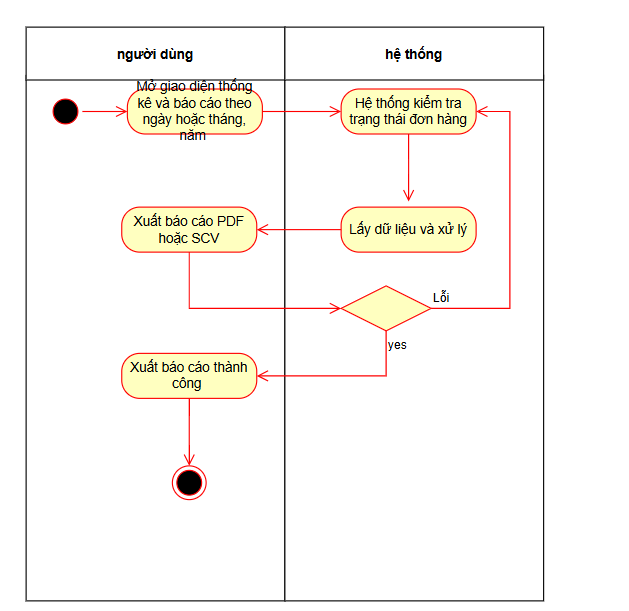 người dùng
hệ thống
Mở giao diện thống
kê và báo cáo theo
ngày hoặc tháng,
năm
Hệ thống kiểm tra
trạng thái đơn hàng
Xuất báo cáo PDF
hoặc SCV
Lấy dữ liệu và xử lý
Lỗi
yes
Xuất báo cáo thành
công